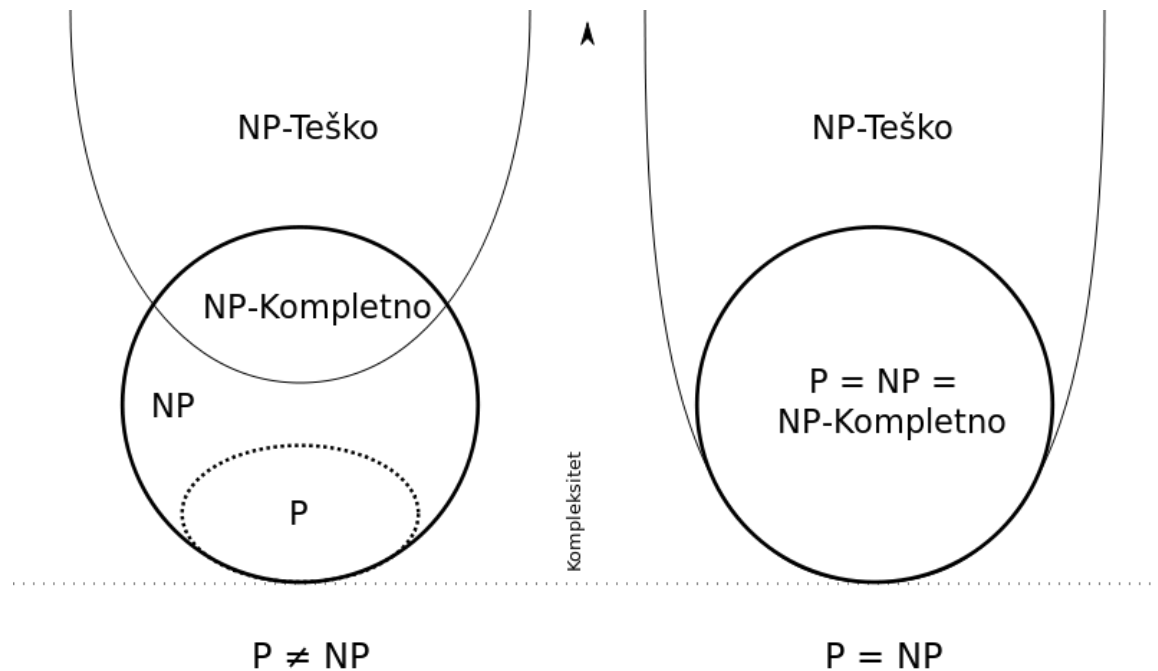 NP-Teško
NP-Kompletno
NP
P
P ≠ NP
Kompleksitet
NP-Teško
P = NP =
NP-Kompletno
P = NP